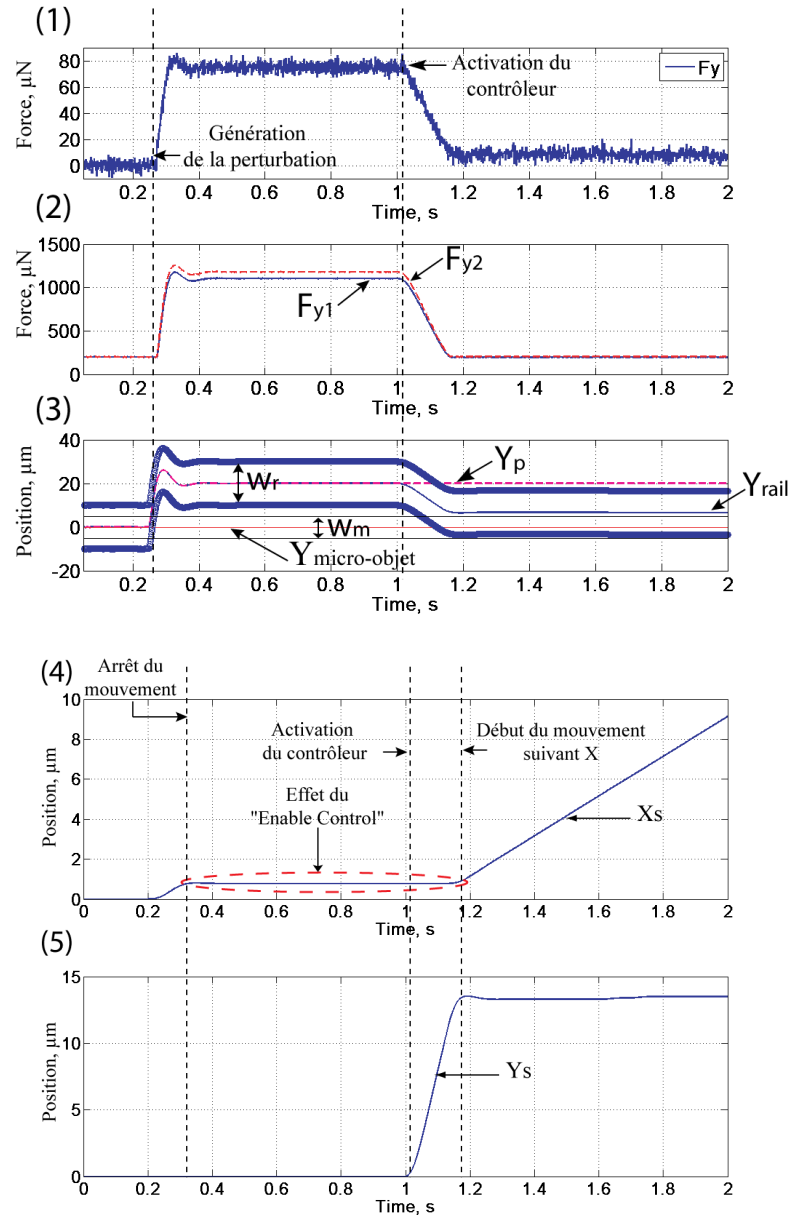 (1)
Force, µN
80
60
40
20
0
Génération
de la perturbation
Activation du
contrôleur
Fy
0.2
0.4
0.6
0.8
1
1.2
1.4
1.6
1.8
2
Time, s
(2)
Force, µN
1500
1000
500
0
Fy1
Fy2
0.2
0.4
0.6
0.8
1
1.2
1.4
1.6
1.8
2
Time, s
(3)
Position, µm
40
20
0
-20
Wr
Wm
Y micro-objet
Yp
Yrail
0.2
0.4
0.6
0.8
1
1.2
1.4
1.6
1.8
2
Time, s
(4)
Arrêt du
mouvement
Position, µm
10
8
6
4
2
0
Activation
du contrôleur
Début du mouvement
suivant X
Effet du
"Enable Control"
Xs
0
0.2
0.4
0.6
0.8
1
1.2
1.4
1.6
1.8
2
Time, s
(5)
Position, µm
15
10
5
0
Ys
0
0.2
0.4
0.6
0.8
1
1.2
1.4
1.6
1.8
2
Time, s